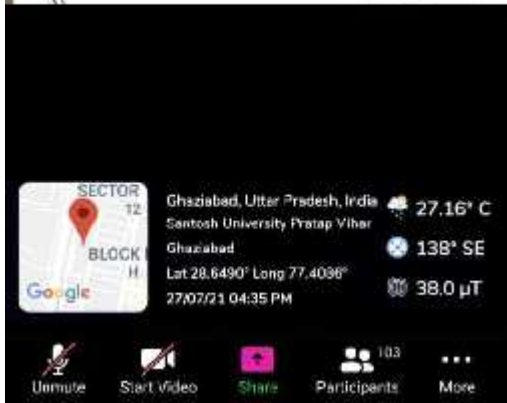 SECTOR
12
BLOCK
H
Google
Ghaziabad, Uttar Pradesh, India
Santosh University Pratap Vihar
Ghaziabad
Lat 28.6490° Long 77.4036°
27/07/21 04:35 PM
27.16° C
138° SE
38.0 µT
Unmute
Start Video
Share
103
Participants
More